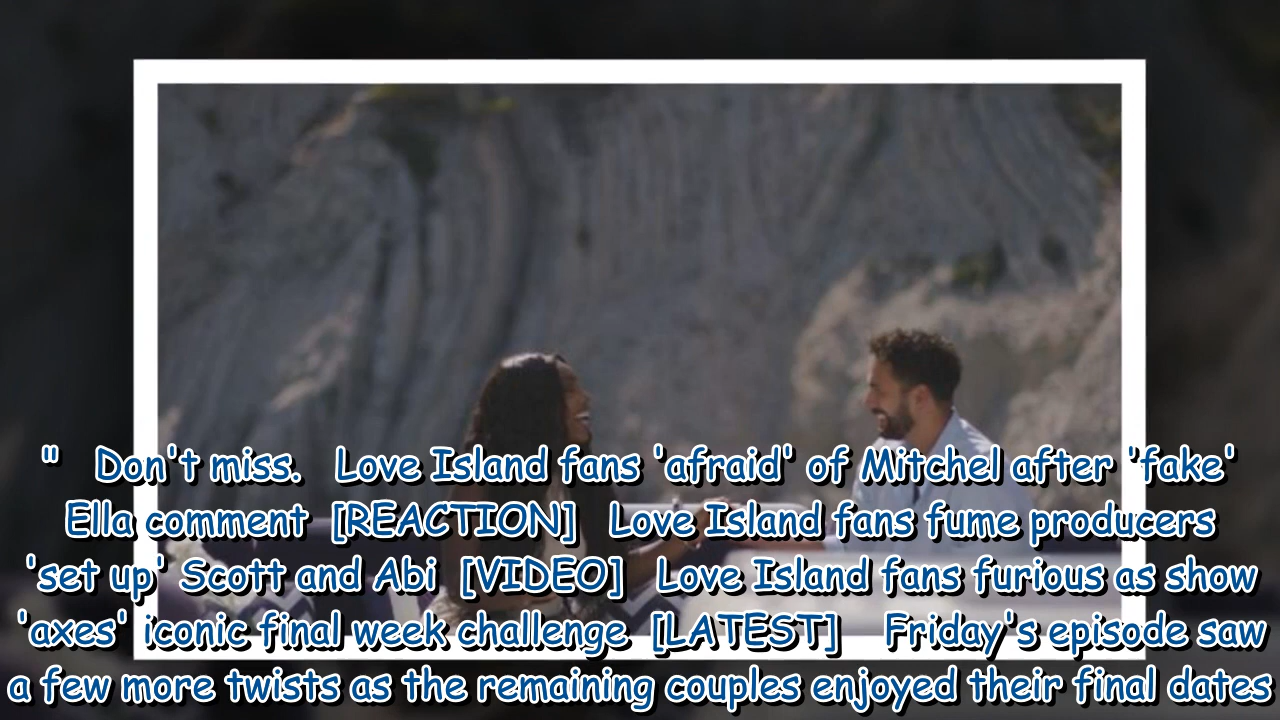 "   Don't miss.   Love Island fans 'afraid' of Mitchel after 'fake'
Ella comment  [REACTION]   Love Island fans fume producers
'set up' Scott and Abi  [VIDEO]   Love Island fans furious as show
'axes' iconic final week challenge  [LATEST]    Friday's episode saw
a few more twists as the remaining couples enjoyed their final dates